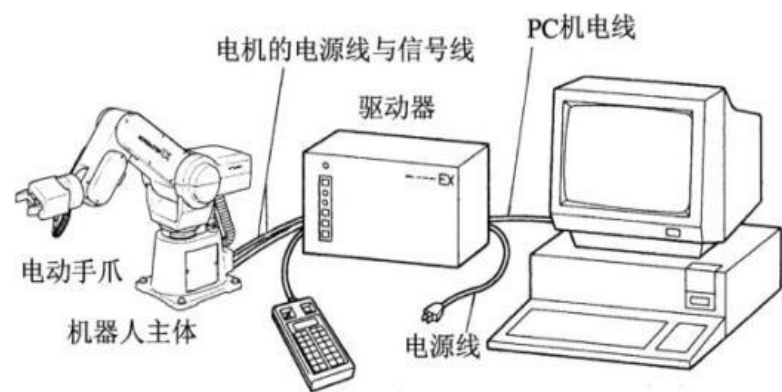 PC机电线
电机的电源线与信号线
驱动器
EX
电动手爪
机器人主体
电源线